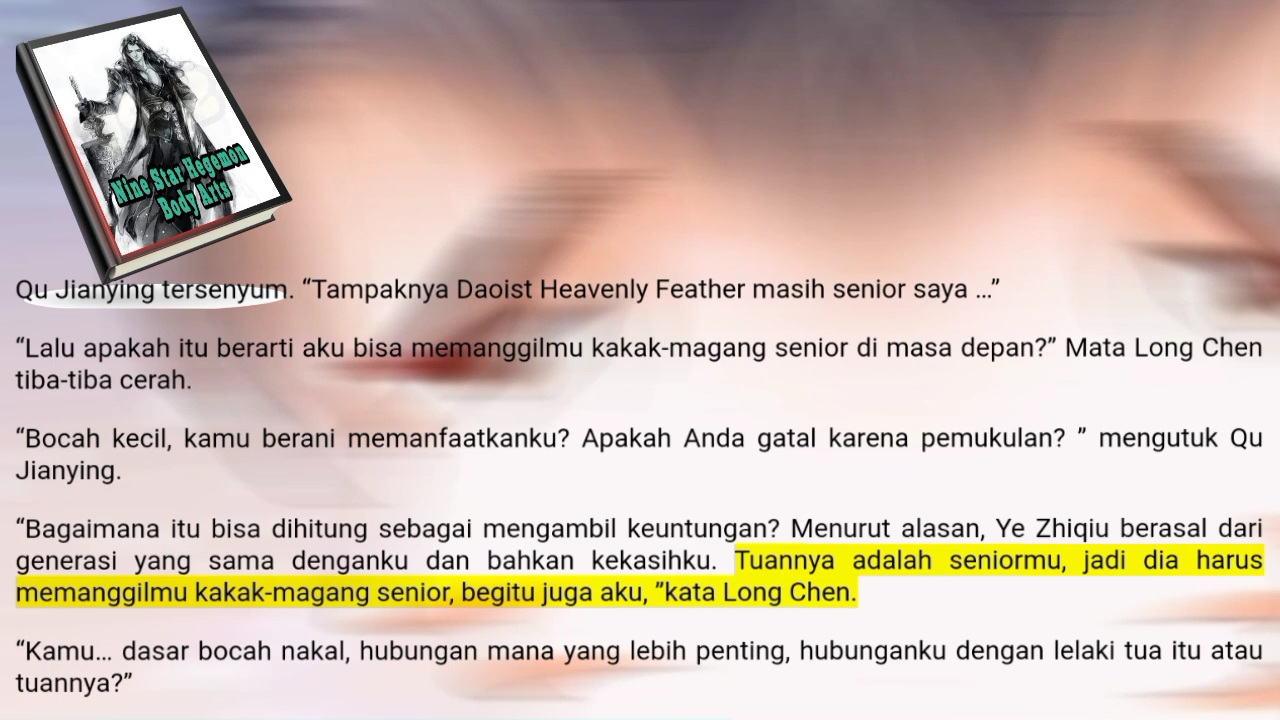 Nine Star Hegemon
Body Arts
Qu Jianying tersenyum. “Tampaknya Daoist Heavenly Feather masih senior saya ...”
“Lalu apakah itu berarti aku bisa memanggilmu kakak-magang senior di masa depan?” Mata Long Chen
tiba-tiba cerah.
“Bocah kecil, kamu berani memanfaatkanku? Apakah Anda gatal karena pemukulan? ” mengutuk Qu
Jianying.
“Bagaimana itu bisa dihitung sebagai mengambil keuntungan? Menurut alasan, Ye Zhiqiu berasal dari
generasi yang sama denganku dan bahkan kekasihku. Tuannya adalah seniormu, jadi dia harus
memanggilmu kakak-magang senior, begitu juga aku, ”kata Long Chen.
“Kamu... dasar bocah nakal, hubungan mana yang lebih penting, hubunganku dengan lelaki tua itu atau
tuannya?”